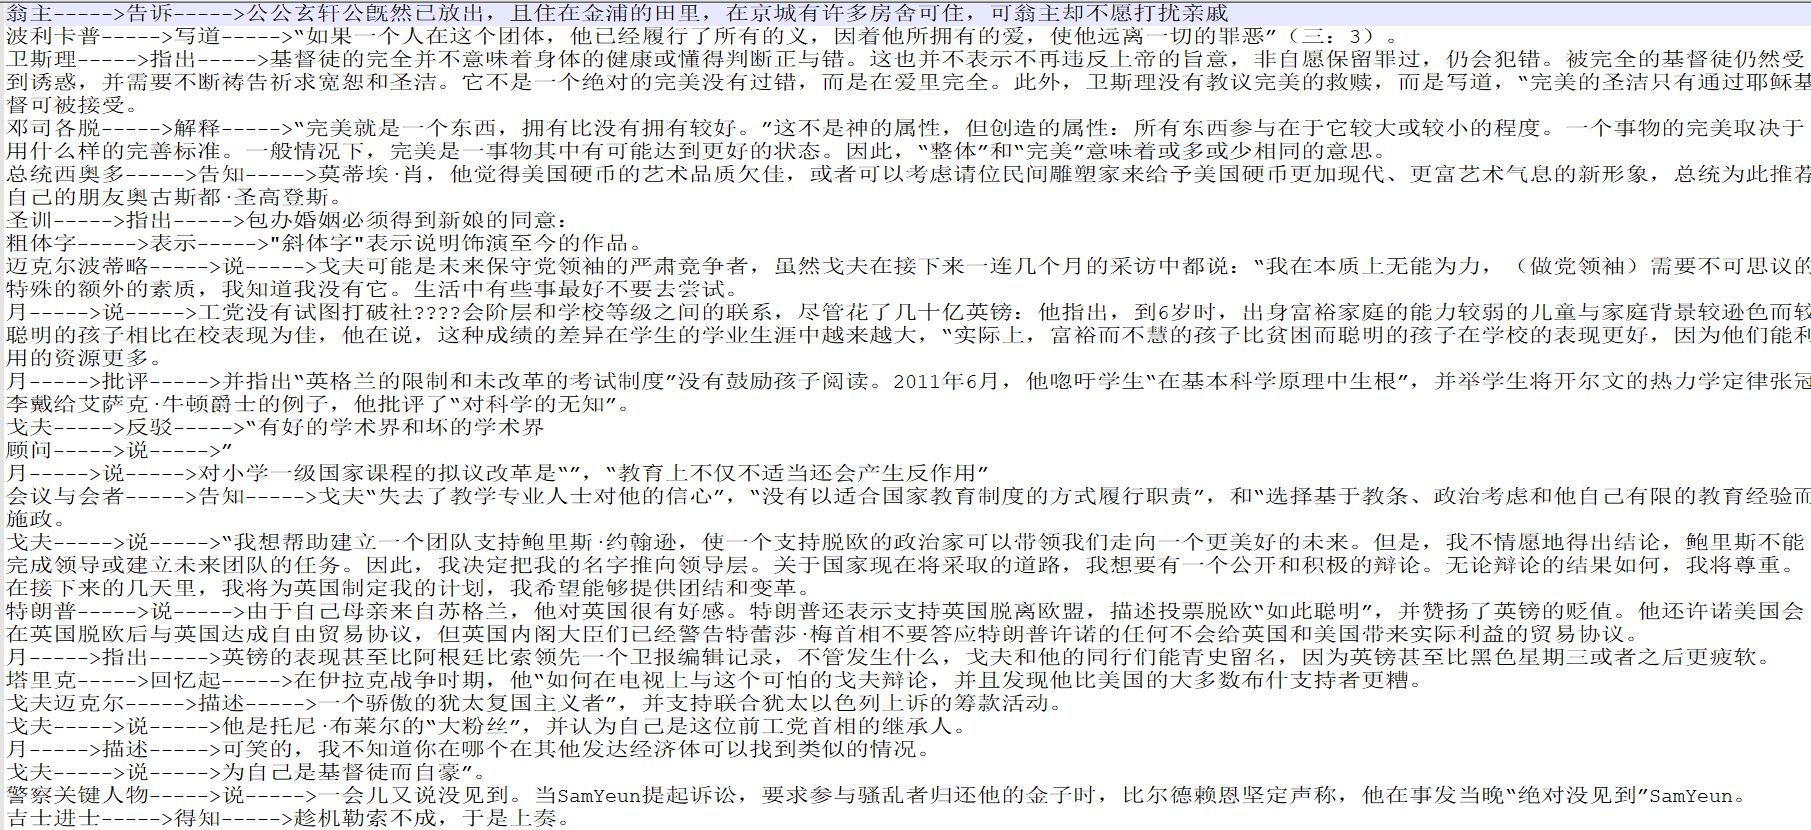 翁主----->告诉----->公公玄轩公既然已放出，且住在金浦的田里，在京城有许多房舍可住，可翁主却不愿打扰亲戚
波利卡普----->写道----->“如果一个人在这个团体，他已经履行了所有的义，因着他所拥有的爱，使他远离一切的罪恶”（三：3）。
卫斯理----->指出----->基督徒的完全并不意味着身体的健康或懂得判断正与错。这也并不表示不再违反上帝的旨意，非自愿保留罪过，仍会犯错。被完全的基督徒仍然受
到诱惑，并需要不断祷告祈求宽恕和圣洁。它不是一个绝对的完美没有过错，而是在爱里完全。此外，卫斯理没有教议完美的救赎，而是写道，“完美的圣洁只有通过耶稣基
督可被接受。
邓司各脱----->解释----->“完美就是一个东西，拥有比没有拥有较好。”这不是神的属性，但创造的属性：所有东西参与在于它较大或较小的程度。一个事物的完美取决于
用什么样的完善标准。一般情况下，完美是一事物其中有可能达到更好的状态。因此，“整体”和“完美”意味着或多或少相同的意思。
总统西奥多----->告知----->莫蒂埃·肖，他觉得美国硬币的艺术品质欠佳，或者可以考虑请位民间雕塑家来给予美国硬币更加现代、更富艺术气息的新形象，总统为此推荐
自己的朋友奥古斯都·圣高登斯。
圣训----->指出----->包办婚姻必须得到新娘的同意：
粗体字----->表示----->"斜体字"表示说明饰演至今的作品。
迈克尔波蒂略----->说----->戈夫可能是未来保守党领袖的严肃竞争者，虽然戈夫在接下来一连几个月的采访中都说：“我在本质上无能为力，（做党领袖）需要不可思议的
特殊的额外的素质，我知道我没有它。生活中有些事最好不要去尝试。
月----->说----->工党没有试图打破社????会阶层和学校等级之间的联系，尽管花了几十亿英镑：他指出，到6岁时，出身富裕家庭的能力较弱的儿童与家庭背景较逊色而较
聪明的孩子相比在校表现为佳，他在说，这种成绩的差异在学生的学业生涯中越来越大，“实际上，富裕而不慧的孩子比贫困而聪明的孩子在学校的表现更好，因为他们能利
用的资源更多。
月----->批评----->并指出“英格兰的限制和未改革的考试制度”没有鼓励孩子阅读。2011年6月，他唿吁学生“在基本科学原理中生根”，并举学生将开尔文的热力学定律张冠
李戴给艾萨克·牛顿爵士的例子，他批评了“对科学的无知”。
戈夫----->反驳----->“有好的学术界和坏的学术界
顾问----->说----->”
月----->说----->对小学一级国家课程的拟议改革是“”，“教育上不仅不适当还会产生反作用”
会议与会者----->告知----->戈夫“失去了教学专业人士对他的信心”，“没有以适合国家教育制度的方式履行职责”，和“选择基于教条、政治考虑和他自己有限的教育经验而
施政。
戈夫----->说----->“我想帮助建立一个团队支持鲍里斯·约翰逊，使一个支持脱欧的政治家可以带领我们走向一个更美好的未来。但是，我不情愿地得出结论，鲍里斯不能
完成领导或建立未来团队的任务。因此，我决定把我的名字推向领导层。关于国家现在将采取的道路，我想要有一个公开和积极的辩论。无论辩论的结果如何，我将尊重。
在接下来的几天里，我将为英国制定我的计划，我希望能够提供团结和变革。
特朗普----->说----->由于自己母亲来自苏格兰，他对英国很有好感。特朗普还表示支持英国脱离欧盟，描述投票脱欧“如此聪明”，并赞扬了英镑的贬值。他还许诺美国会
在英国脱欧后与英国达成自由贸易协议，但英国内阁大臣们已经警告特蕾莎·梅首相不要答应特朗普许诺的任何不会给英国和美国带来实际利益的贸易协议。
月----->指出----->英镑的表现甚至比阿根廷比索领先一个卫报编辑记录，不管发生什么，戈夫和他的同行们能青史留名，因为英镑甚至比黑色星期三或者之后更疲软。
塔里克----->回忆起----->在伊拉克战争时期，他“如何在电视上与这个可怕的戈夫辩论，并且发现他比美国的大多数布什支持者更糟。
戈夫迈克尔----->描述----->一个骄傲的犹太复国主义者”，并支持联合犹太以色列上诉的筹款活动。
戈夫----->说----->他是托尼·布莱尔的“大粉丝”，并认为自己是这位前工党首相的继承人。
月----->描述----->可笑的，我不知道你在哪个在其他发达经济体可以找到类似的情况。
戈夫----->说----->为自己是基督徒而自豪”。
警察关键人物----->说----->一会儿又说没见到。当SamYeun提起诉讼，要求参与骚乱者归还他的金子时，比尔德赖恩坚定声称，他在事发当晚“绝对没见到”SamYeun。
吉士进士----->得知----->趁机勒索不成，于是上奏。